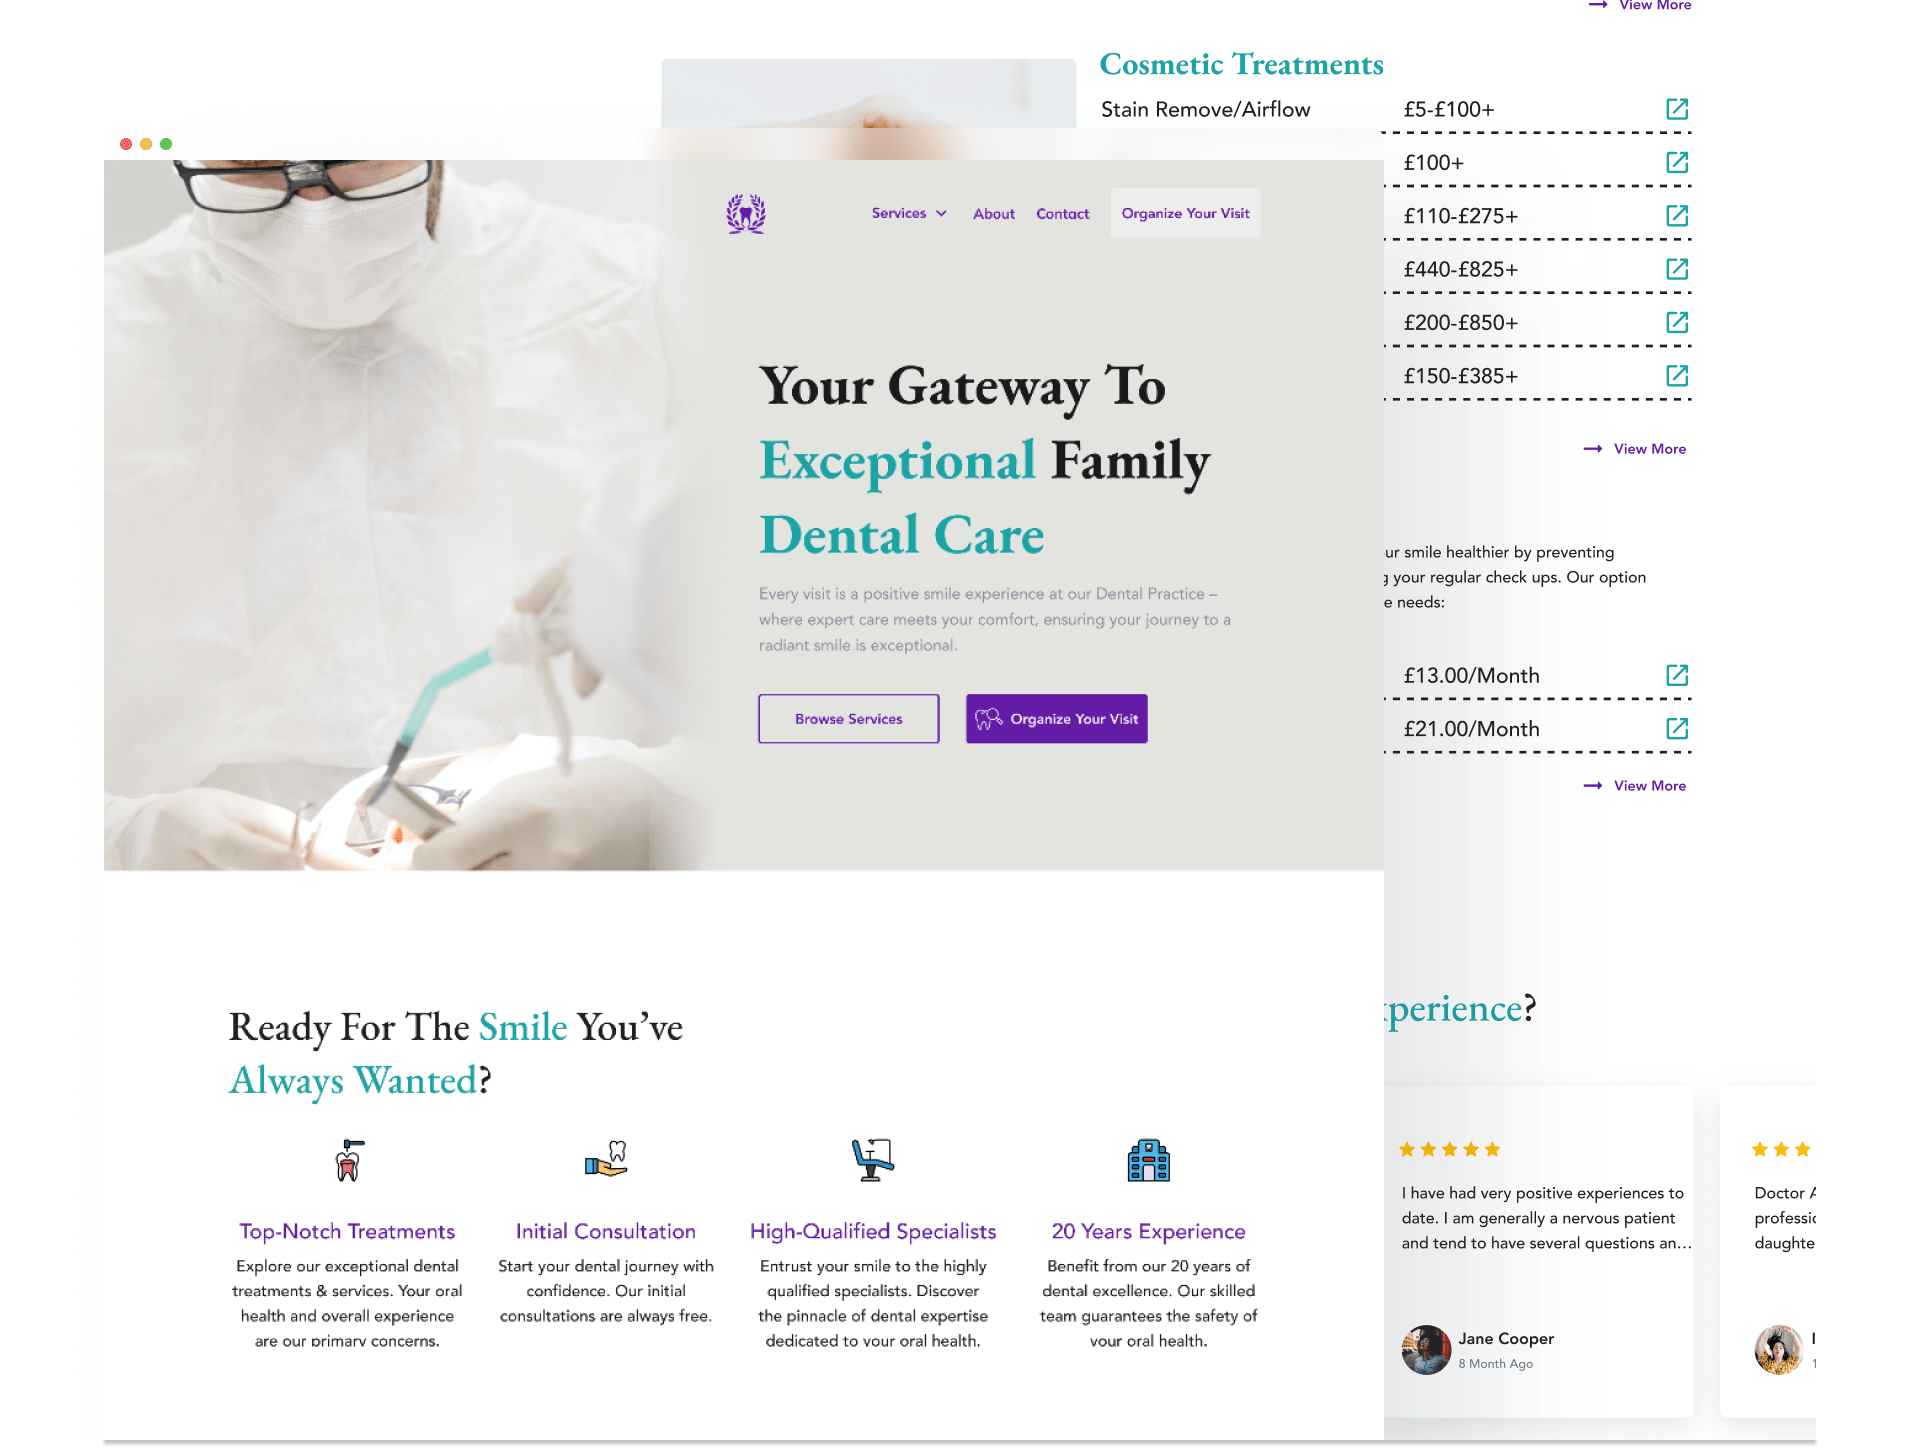 View More
Cosmetic Treatments
Stain Remove/Airflow £5-£100+
£100+
£110-£275+
£440-£825+
£200-£850+
£150-£385+
View More
ur smile healthier by preventing
your regular check ups. Our option
e needs:
£13.00/Month
£21.00/Month
View More
perience?
I have had very positive experiences to
date. I am generally a nervous patient
and tend to have several questions an...
Jane Cooper
8 Month Ago
Doctor
daughte
Services About Contact Organize Your Visit
Your Gateway To
Exceptional Family
Dental Care
Every visit is a positive smile experience at our Dental Practice –
where expert care meets your comfort, ensuring your journey to a
radiant smile is exceptional.
Browse Services Organize Your Visit
Ready For The Smile You’ve
Always Wanted?
Top-Notch Treatments
Explore our exceptional dental
treatments & services. Your oral
health and overall experience
are our primary concerns.
Initial Consultation
Start your dental journey with
confidence. Our initial
consultations are always free.
High-Qualified Specialists
Entrust your smile to the highly
qualified specialists. Discover
the pinnacle of dental expertise
dedicated to your oral health.
20 Years Experience
Benefit from our 20 years of
dental excellence. Our skilled
team guarantees the safety of
your oral health.